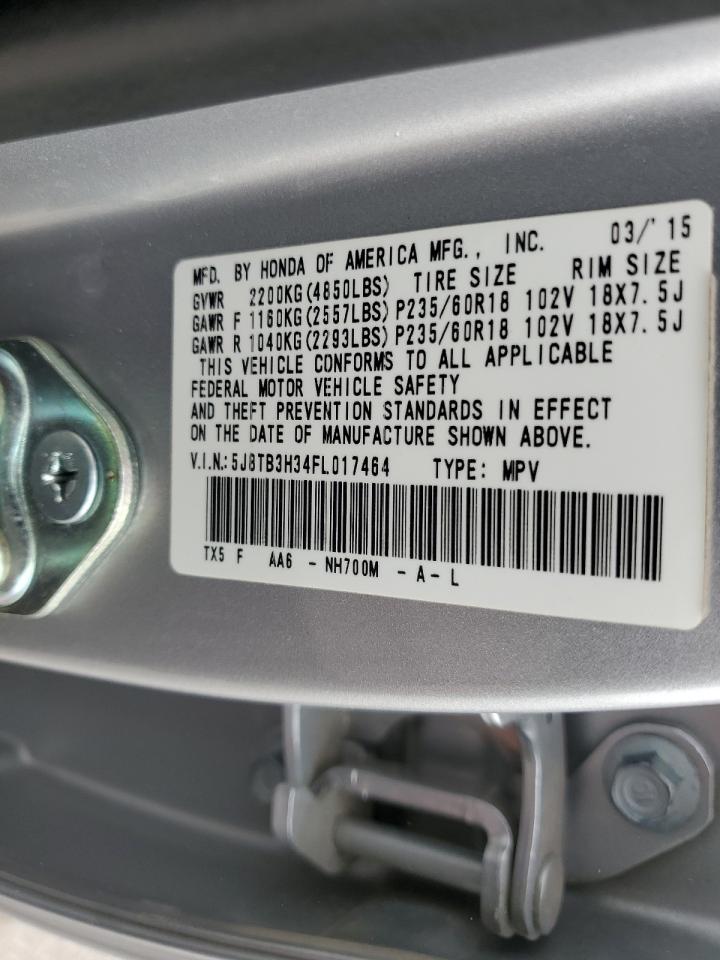 MFD. BY HONDA OF AMERICA MFG., INC. 03/'15
GVWR 2200KG(4850LBS) TIRE SIZE RIM SIZE
GAWR F 1160KG(2557LBS) P235/60R18 102V 18X7.5J
GAWR R 1040KG(2293LBS) P235/60R18 102V 18X7.5J
THIS VEHICLE CONFORMS TO ALL APPLICABLE
FEDERAL MOTOR VEHICLE SAFETY
AND THEFT PREVENTION STANDARDS IN EFFECT
ON THE DATE OF MANUFACTURE SHOWN ABOVE.
V.I.N.: 5J8TB3H34FL017464 TYPE: MPV
TX5 F AA6 - NH700M - A - L